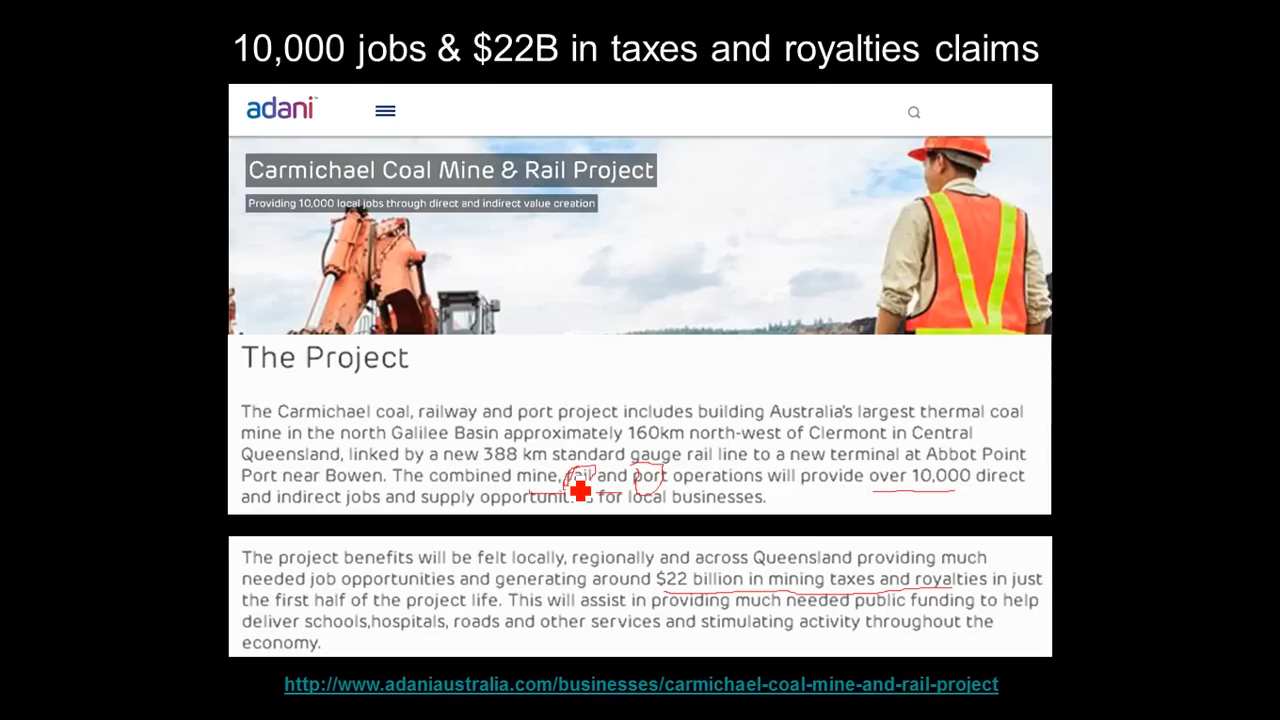 10,000 jobs & $22B in taxes and royalties claims
adani™
Carmichael Coal Mine & Rail Project
Providing 10,000 local jobs through direct and indirect value creation
The Project
The Carmichael coal, railway and port project includes building Australia's largest thermal coal
mine in the north Galilee Basin approximately 160km north-west of Clermont in Central
Queensland, linked by a new 388 km standard gauge rail line to a new terminal at Abbot Point
Port near Bowen. The combined mine, rail and port operations will provide over 10,000 direct
and indirect jobs and supply opportunities for local businesses.
The project benefits will be felt locally, regionally and across Queensland providing much
needed job opportunities and generating around $22 billion in mining taxes and royalties in just
the first half of the project life. This will assist in providing much needed public funding to help
deliver schools,hospitals, roads and other services and stimulating activity throughout the
economy.
http://www.adaniaustralia.com/businesses/carmichael-coal-mine-and-rail-project